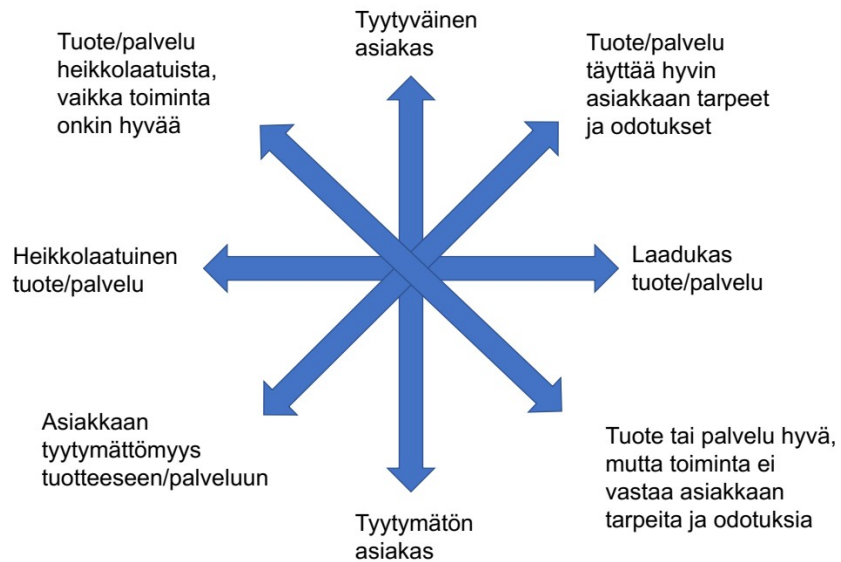 Tuote/palvelu
heikkolaatuista,
vaikka toiminta
onkin hyvää
Tyytyväinen
asiakas
Tuote/palvelu
täyttää hyvin
asiakkaan tarpeet
ja odotukset
Heikkolaatuinen
tuote/palvelu
Laadukas
tuote/palvelu
Asiakkaan
tyytymättömyys
tuotteeseen/palveluun
Tyytymätön
asiakas
Tuote tai palvelu hyvä,
mutta toiminta ei
vastaa asiakkaan
tarpeita ja odotuksia